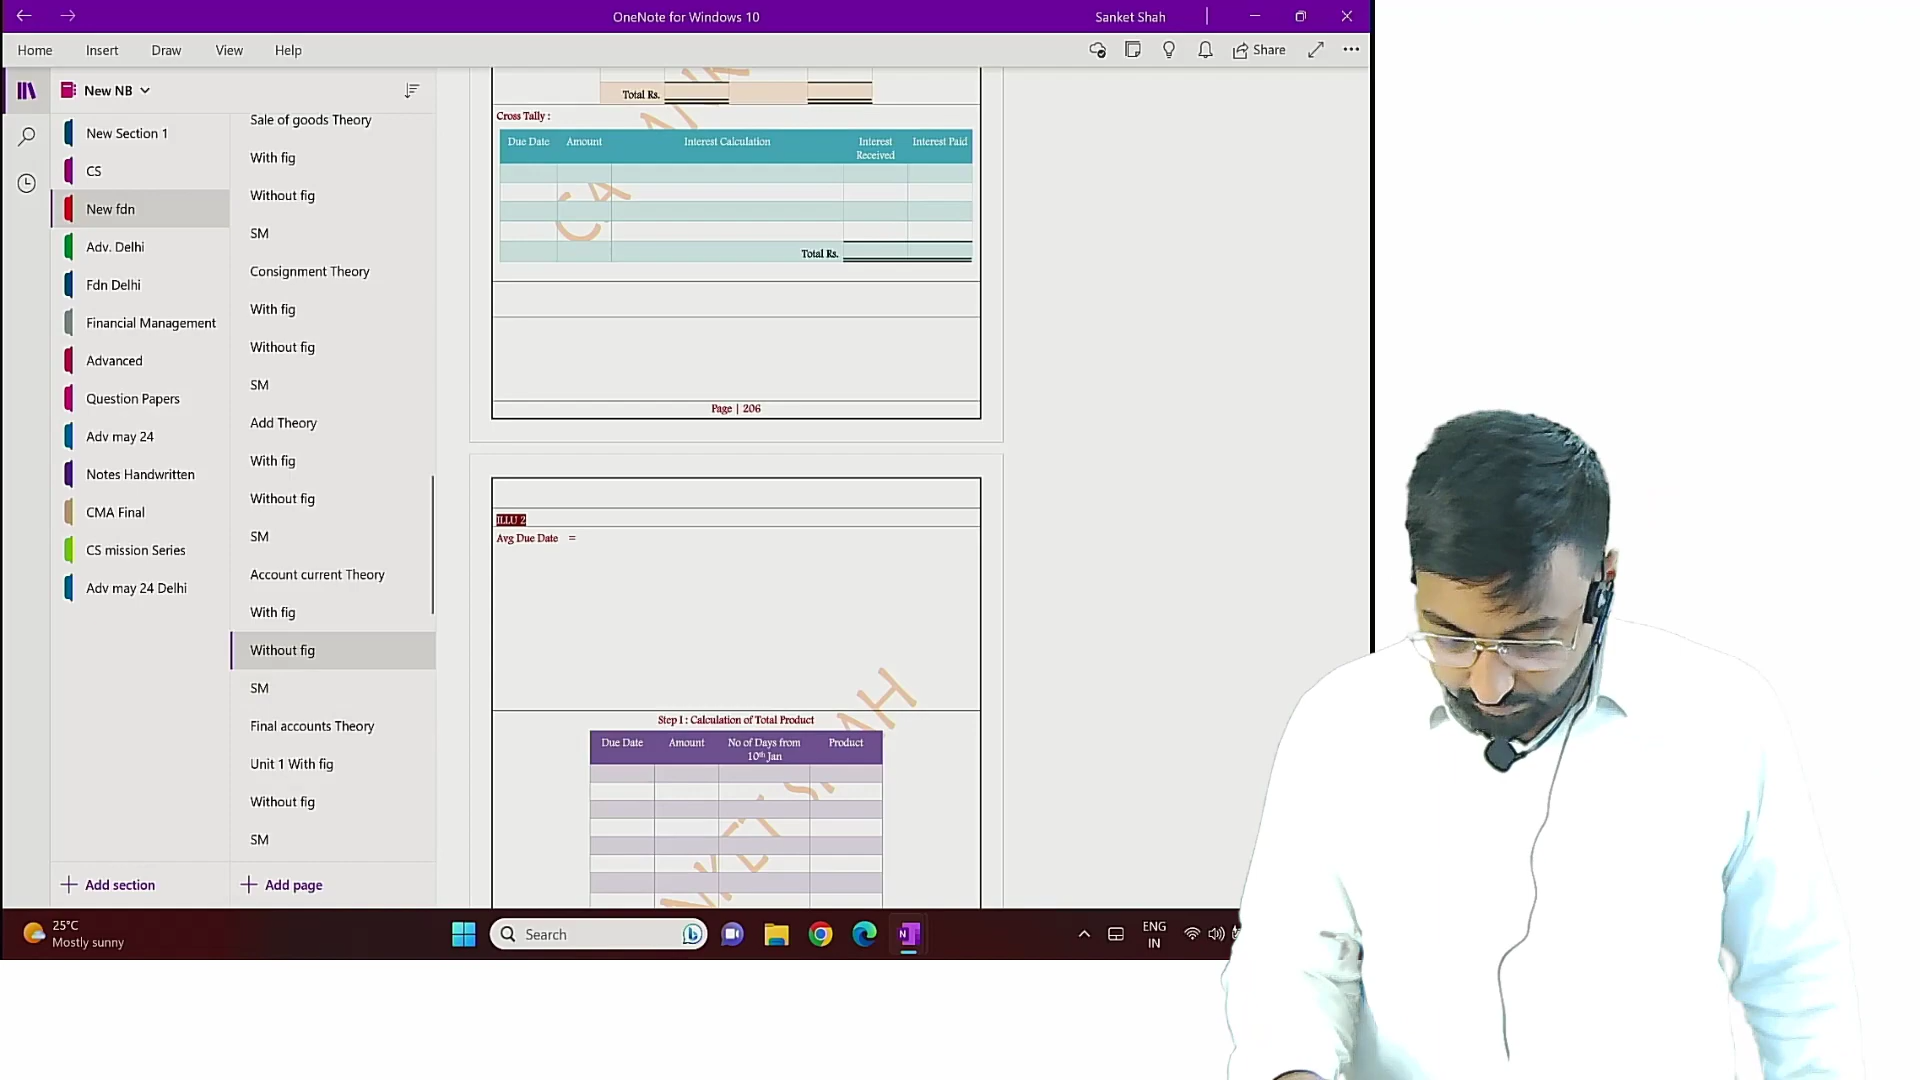 OneNote for Windows 10
Sanket Shah
Home
Insert
Draw
View
Help
Share
New NB
New Section 1
CS
New fdn
Adv. Delhi
Fdn Delhi
Financial Management
Advanced
Question Papers
Adv may 24
Notes Handwritten
CMA Final
CS mission Series
Adv may 24 Delhi
Add section
Sale of goods Theory
With fig
Without fig
SM
Consignment Theory
With fig
Without fig
SM
Add Theory
With fig
Without fig
SM
Account current Theory
With fig
Without fig
SM
Final accounts Theory
Unit 1 With fig
Without fig
SM
Add page
Total Rs.
Cross Tally :
Due Date Amount Interest Calculation Interest Received Interest Paid
CA
Total Rs.
Page | 206
ILLU 2
Avg Due Date =
Step I : Calculation of Total Product
Due Date Amount No of Days from 10th Jan Product
25°C
Mostly sunny
Search
ENG
IN